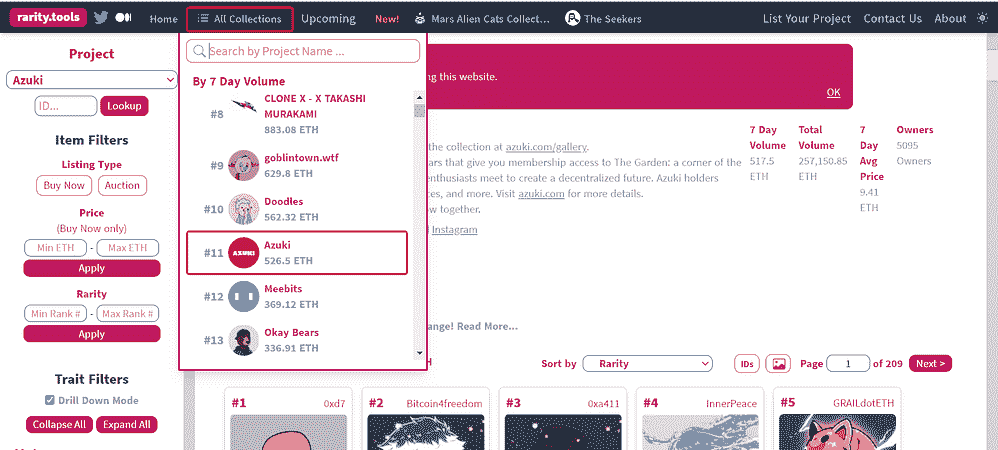 rarity.tools Home All Collections Upcoming New! Mars Alien Cats Collect... The Seekers List Your Project Contact Us About
Project
Azuki
ID... Lookup
Item Filters
Listing Type
Buy Now Auction
Price
(Buy Now only)
Min ETH - Max ETH
Apply
Rarity
Min Rank # - Max Rank #
Apply
Trait Filters
Drill Down Mode
Collapse All Expand All
Search by Project Name ...
By 7 Day Volume
#8 CLONE X - X TAKASHI
MURAKAMI
883.08 ETH
#9 goblintown.wtf
629.8 ETH
#10 Doodles
562.32 ETH
#11 AZUKI Azuki
526.5 ETH
#12 Meebits
369.12 ETH
#13 Okay Bears
336.91 ETH
ng this website.
OK
the collection at azuki.com/gallery.
ars that give you membership access to The Garden: a corner of the
enthusiasts meet to create a decentralized future. Azuki holders
ces, and more. Visit azuki.com for more details.
ow together.
Instagram
7 Day
Volume
517.5
ETH
Total
Volume
257,150.85
ETH
7
Day
Avg
Price
9.41
ETH
Owners
5095
Owners
ange! Read More...
Sort by Rarity IDs Page 1 of 209 Next >
#1 0xd7
#2 Bitcoin4freedom
#3 0xa411
#4 InnerPeace
#5 GRAILdotETH